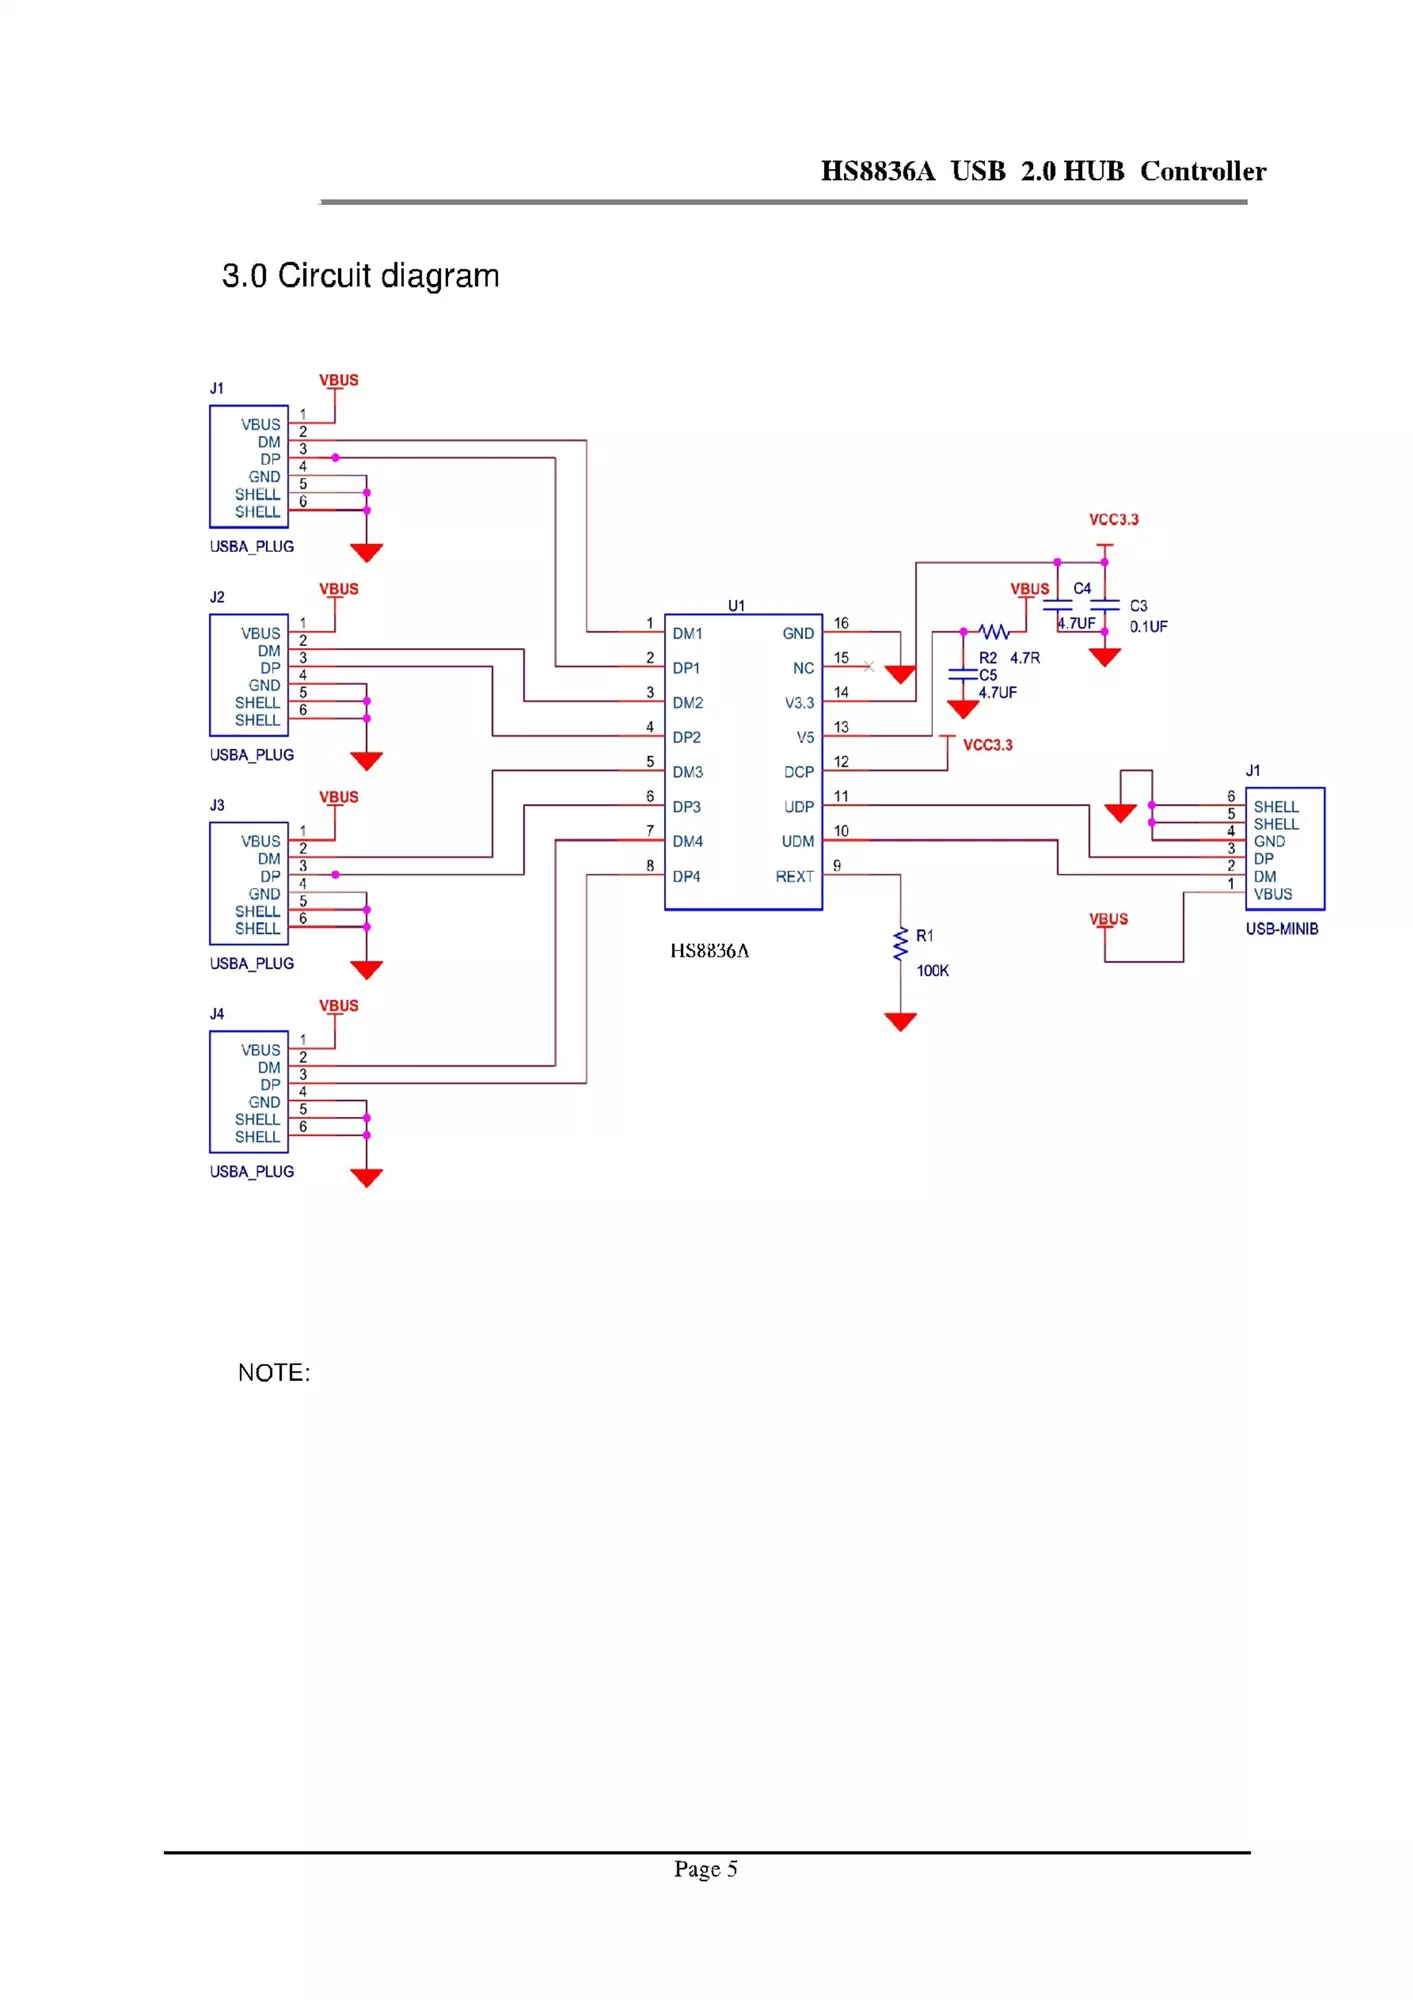 HS8836A USB 2.0 HUB Controller
3.0 Circuit diagram
J1
VBUS
VBUS 1
DM 2
DP 3
GND 4
SHELL 5
SHELL 6
USBA_PLUG
J2
VBUS
VBUS 1
DM 2
DP 3
GND 4
SHELL 5
SHELL 6
USBA_PLUG
J3
VBUS
VBUS 1
DM 2
DP 3
GND 4
SHELL 5
SHELL 6
USBA_PLUG
J4
VBUS
VBUS 1
DM 2
DP 3
GND 4
SHELL 5
SHELL 6
USBA_PLUG
U1
1 DM1 GND 16
2 DP1 NC 15
3 DM2 V3.3 14
4 DP2 V5 13
5 DM3 DCP 12
6 DP3 UDP 11
7 DM4 UDM 10
8 DP4 REXT 9
HS8836A
VCC3.3
VBUS
C4
4.7UF
C3
0.1UF
R2 4.7R
C5
4.7UF
VCC3.3
R1
100K
J1
6 SHELL
5 SHELL
4 GND
3 DP
2 DM
1 VBUS
USB-MINIB
VBUS
NOTE:
Page 5